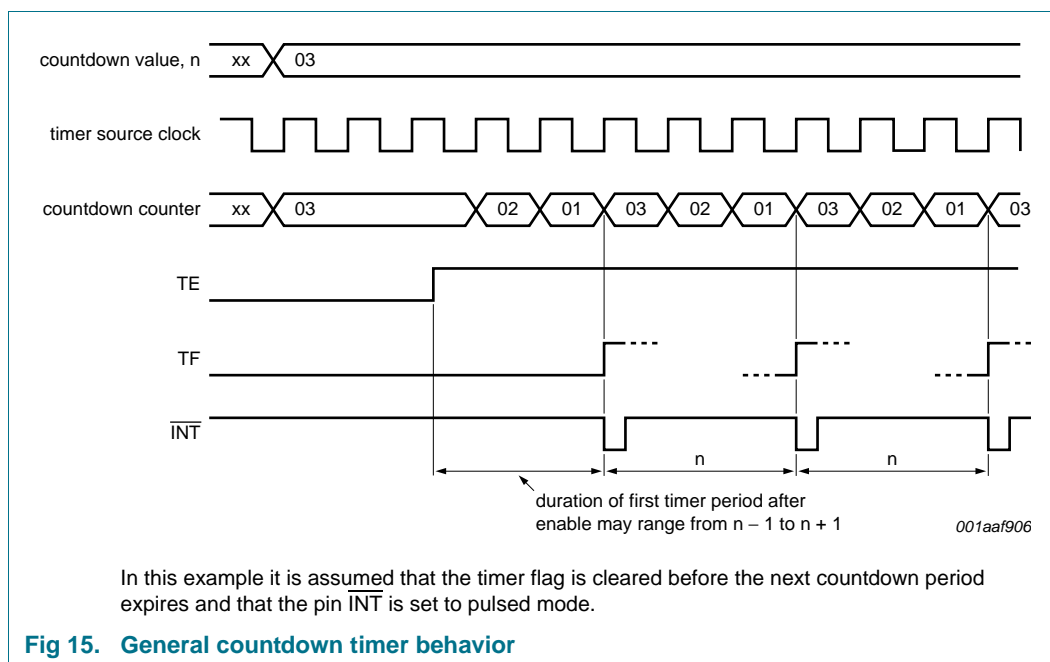 countdown value, n xx 03
timer source clock
countdown counter xx 03 02 01 03 02 01 03 02 01 03
TE
TF
INT
n n
duration of first timer period after
enable may range from n − 1 to n + 1
001aaf906
In this example it is assumed that the timer flag is cleared before the next countdown period
expires and that the pin INT is set to pulsed mode.
Fig 15. General countdown timer behavior